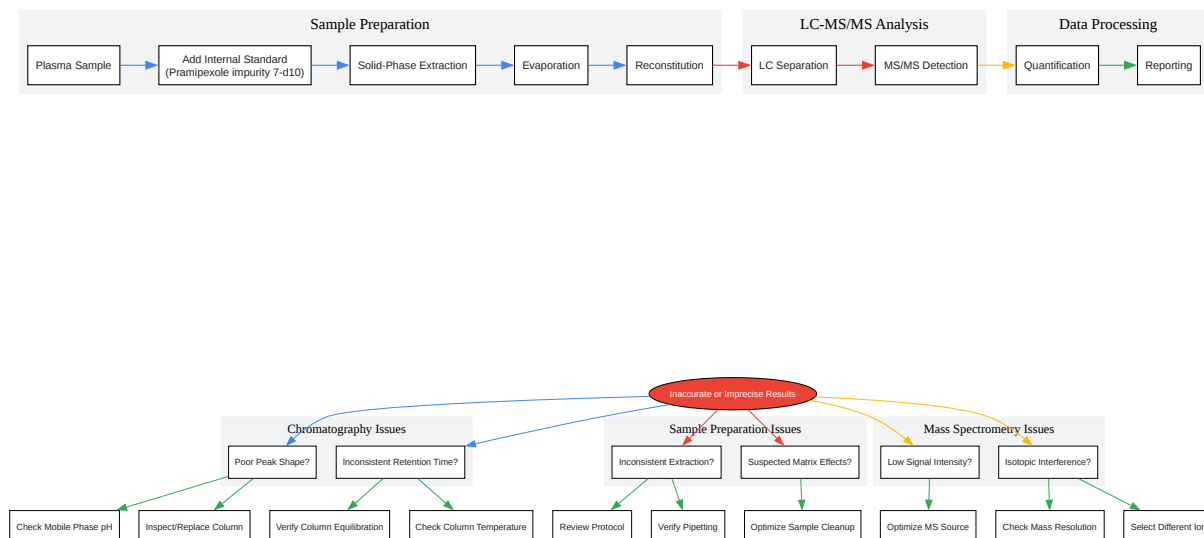 Sample Preparation
LC-MS/MS Analysis
Data Processing
Plasma Sample
Add Internal Standard
(Pramipexole impurity 7-d10)
Solid-Phase Extraction
Evaporation
Reconstitution
LC Separation
MS/MS Detection
Quantification
Reporting
Inaccurate or Imprecise Results
Chromatography Issues
Sample Preparation Issues
Mass Spectrometry Issues
Poor Peak Shape?
Inconsistent Retention Time?
Inconsistent Extraction?
Suspected Matrix Effects?
Low Signal Intensity?
Isotopic Interference?
Check Mobile Phase pH
Inspect/Replace Column
Verify Column Equilibration
Check Column Temperature
Review Protocol
Verify Pipetting
Optimize Sample Cleanup
Optimize MS Source
Check Mass Resolution
Select Different Ion